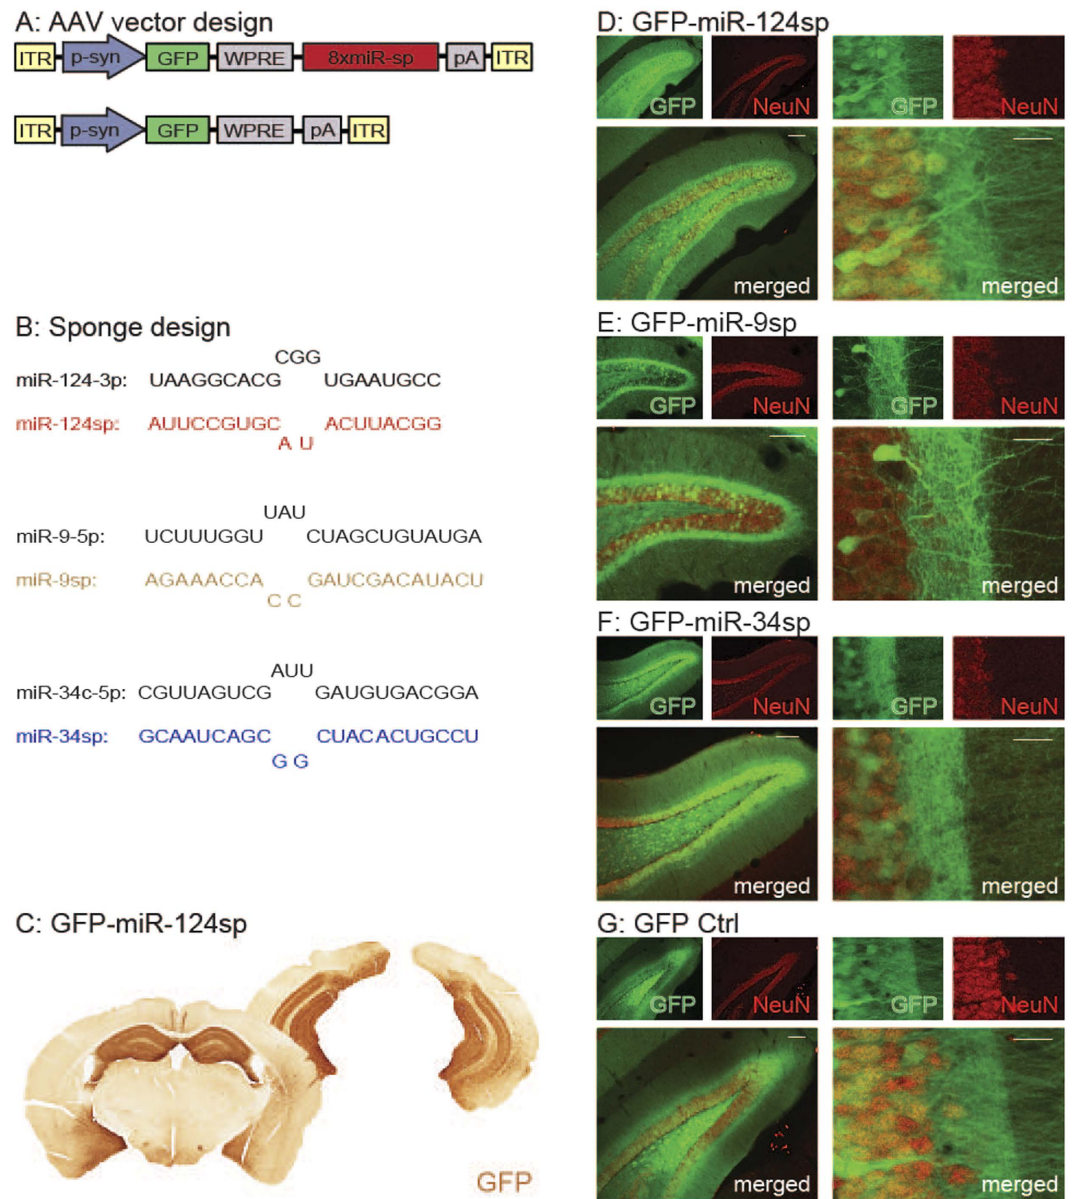 A: AAV vector design
ITR p-syn GFP WPRE 8xmiR-sp pA ITR
ITR p-syn GFP WPRE pA ITR
B: Sponge design
CGG
miR-124-3p: UAAGGCACG UGAAUGCC
miR-124sp: AUUCCGUGC ACUUACGG
A U
UAU
miR-9-5p: UCUUUGGU CUAGCUGUAUGA
miR-9sp: AGAAACCA GAUCGACAUACU
C C
AUU
miR-34c-5p: CGUUAGUCG GAUGUGACGGA
miR-34sp: GCAAUCAGC CUACACUGCCU
G G
C: GFP-miR-124sp
GFP
D: GFP-miR-124sp
GFP NeuN GFP NeuN
merged merged
E: GFP-miR-9sp
GFP NeuN GFP NeuN
merged merged
F: GFP-miR-34sp
GFP NeuN GFP NeuN
merged merged
G: GFP Ctrl
GFP NeuN GFP NeuN
merged merged